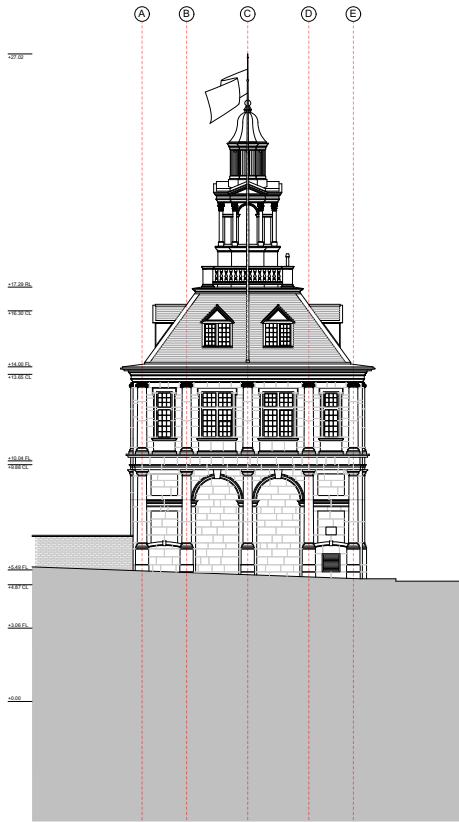 A B C D E
+27.02
+17.29 RL
+16.30 CL
+14.00 FL
+13.65 CL
+10.04 FL
+9.88 CL
+5.49 FL
+4.87 CL
+3.06 FL
+0.00